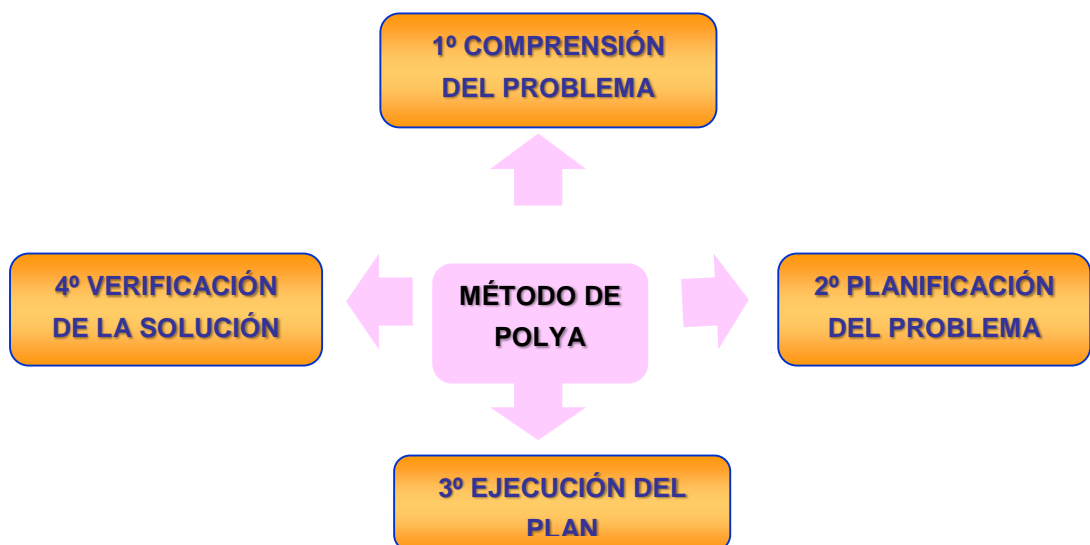 1º COMPRENSIÓN
DEL PROBLEMA
4º VERIFICACIÓN
DE LA SOLUCIÓN
MÉTODO DE
POLYA
2º PLANIFICACIÓN
DEL PROBLEMA
3º EJECUCIÓN DEL
PLAN